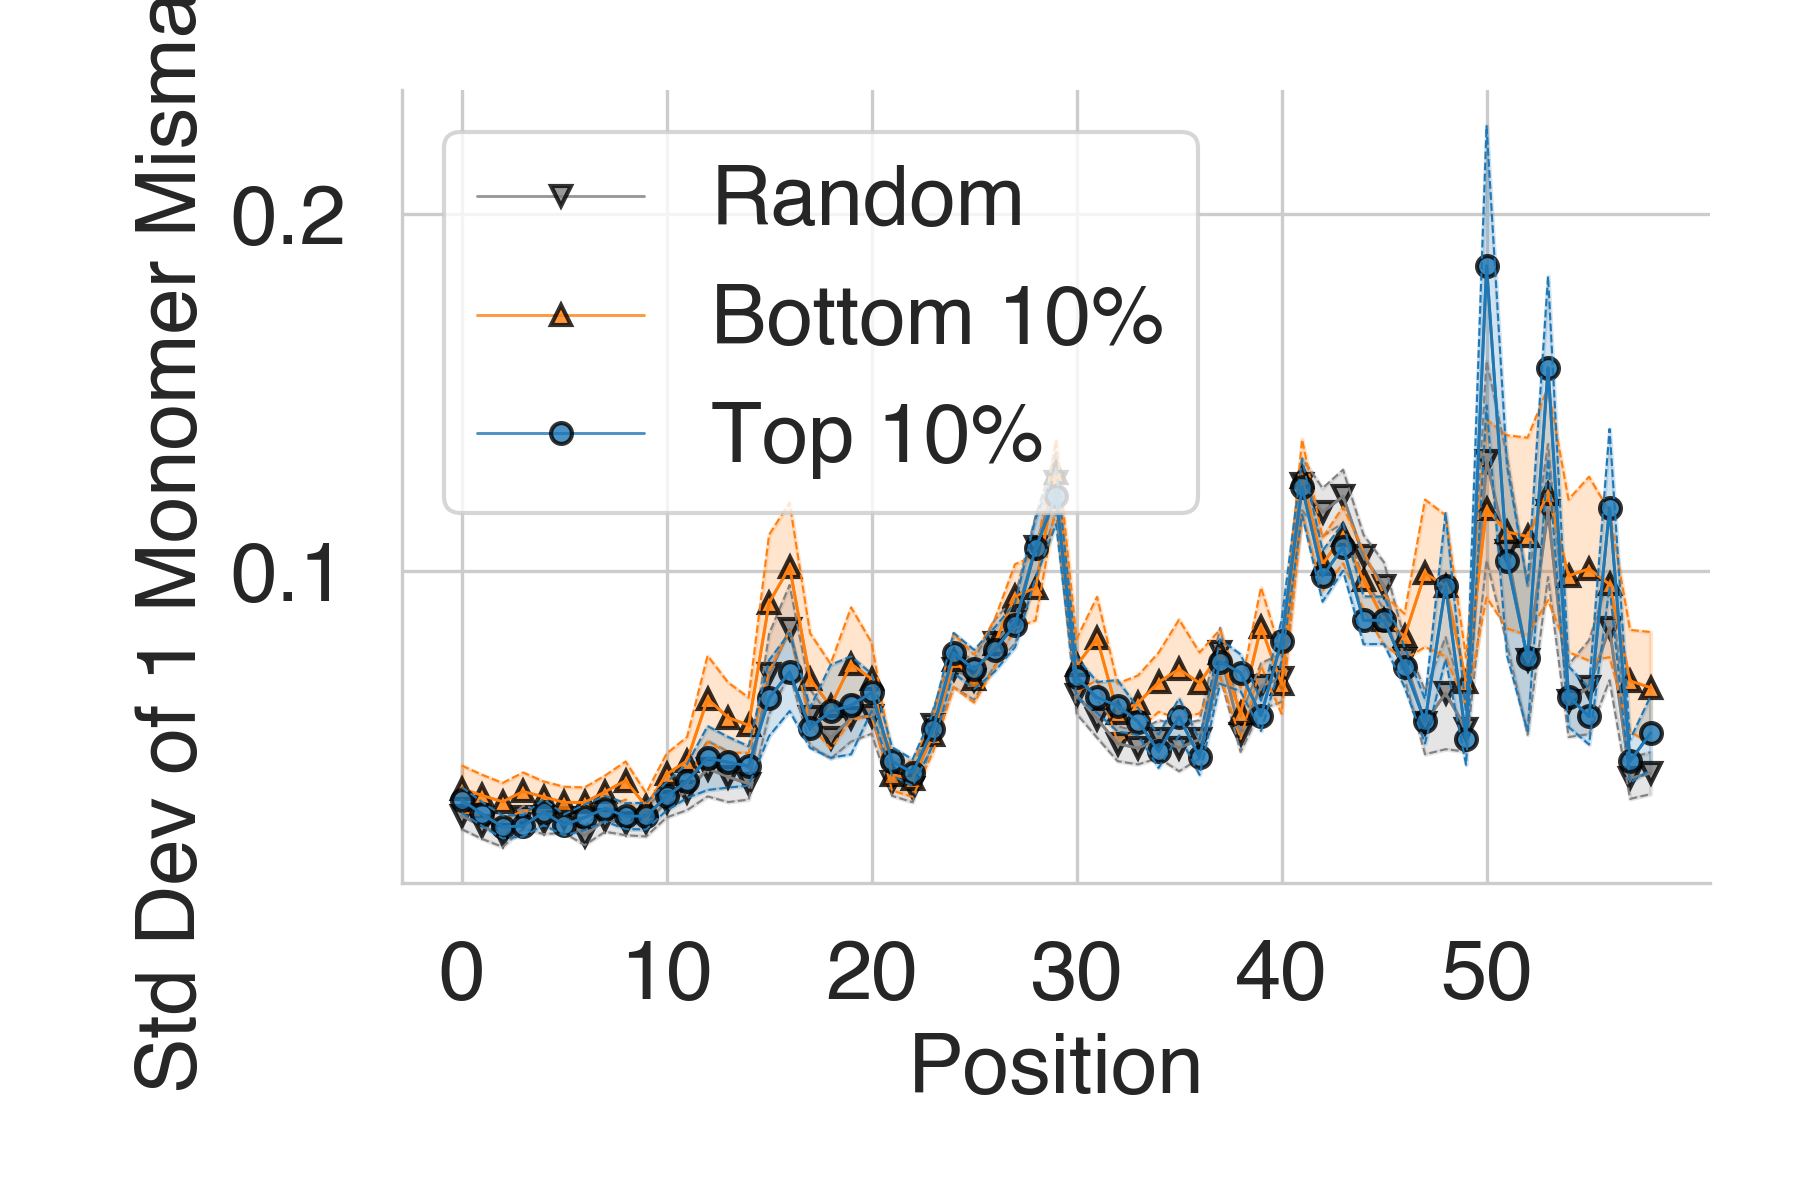 Std Dev of 1 Monomer Misma
0.2
0.1
Random
Bottom 10%
Top 10%
0 10 20 30 40 50
Position